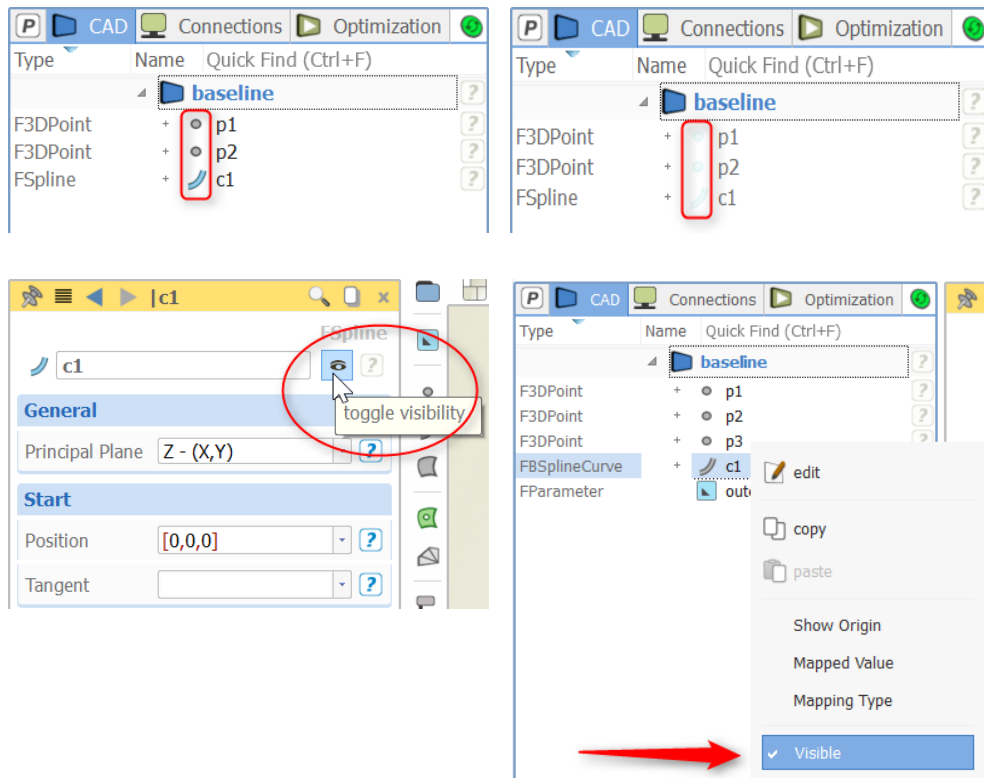 P CAD Connections Optimization
Type Name Quick Find (Ctrl+F)
baseline ?
F3DPoint + p1 ?
F3DPoint + p2 ?
FSpline + c1 ?
P CAD Connections Optimization
Type Name Quick Find (Ctrl+F)
baseline ?
F3DPoint + p1 ?
F3DPoint + p2 ?
FSpline + c1 ?
|c1
FSpline
c1 ?
toggle visibility
General
Principal Plane Z - (X,Y) ?
Start
Position [0,0,0] ?
Tangent ?
P CAD Connections Optimization
Type Name Quick Find (Ctrl+F)
baseline ?
F3DPoint + p1 ?
F3DPoint + p2 ?
F3DPoint + p3 ?
FBSplineCurve + c1
FParameter
edit
copy
paste
Show Origin
Mapped Value
Mapping Type
Visible